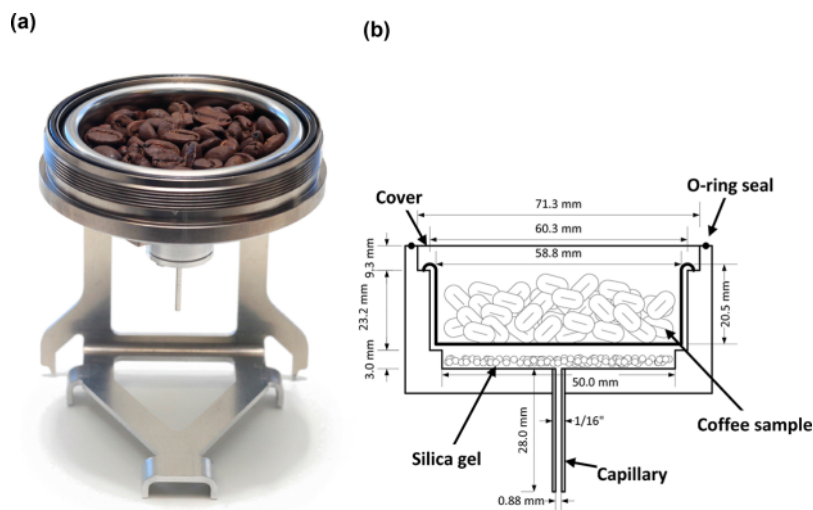 (a)
(b)
O-ring seal
71.3 mm
Cover
60.3 mm
58.8 mm
9.3 mm
23.2 mm
20.5 mm
3.0 mm
50.0 mm
1/16"
Coffee sample
28.0 mm
Silica gel
Capillary
0.88 mm